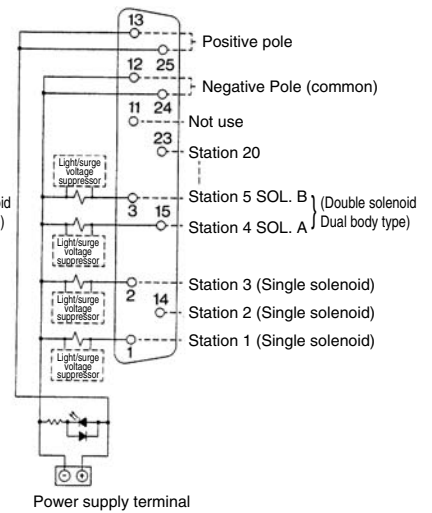 13
Positive pole
12 25
Negative Pole (common)
24
11
Not use
23
Station 20
Light/surge
voltage
suppressor
oid
)
Station 5 SOL. B
3 15
(Double solenoid
Dual body type)
Station 4 SOL. A
Light/surge
voltage
suppressor
Station 3 (Single solenoid)
2
14
Light/surge
voltage
suppressor
Station 2 (Single solenoid)
Station 1 (Single solenoid)
1
Light/surge
voltage
suppressor
− +
Power supply terminal